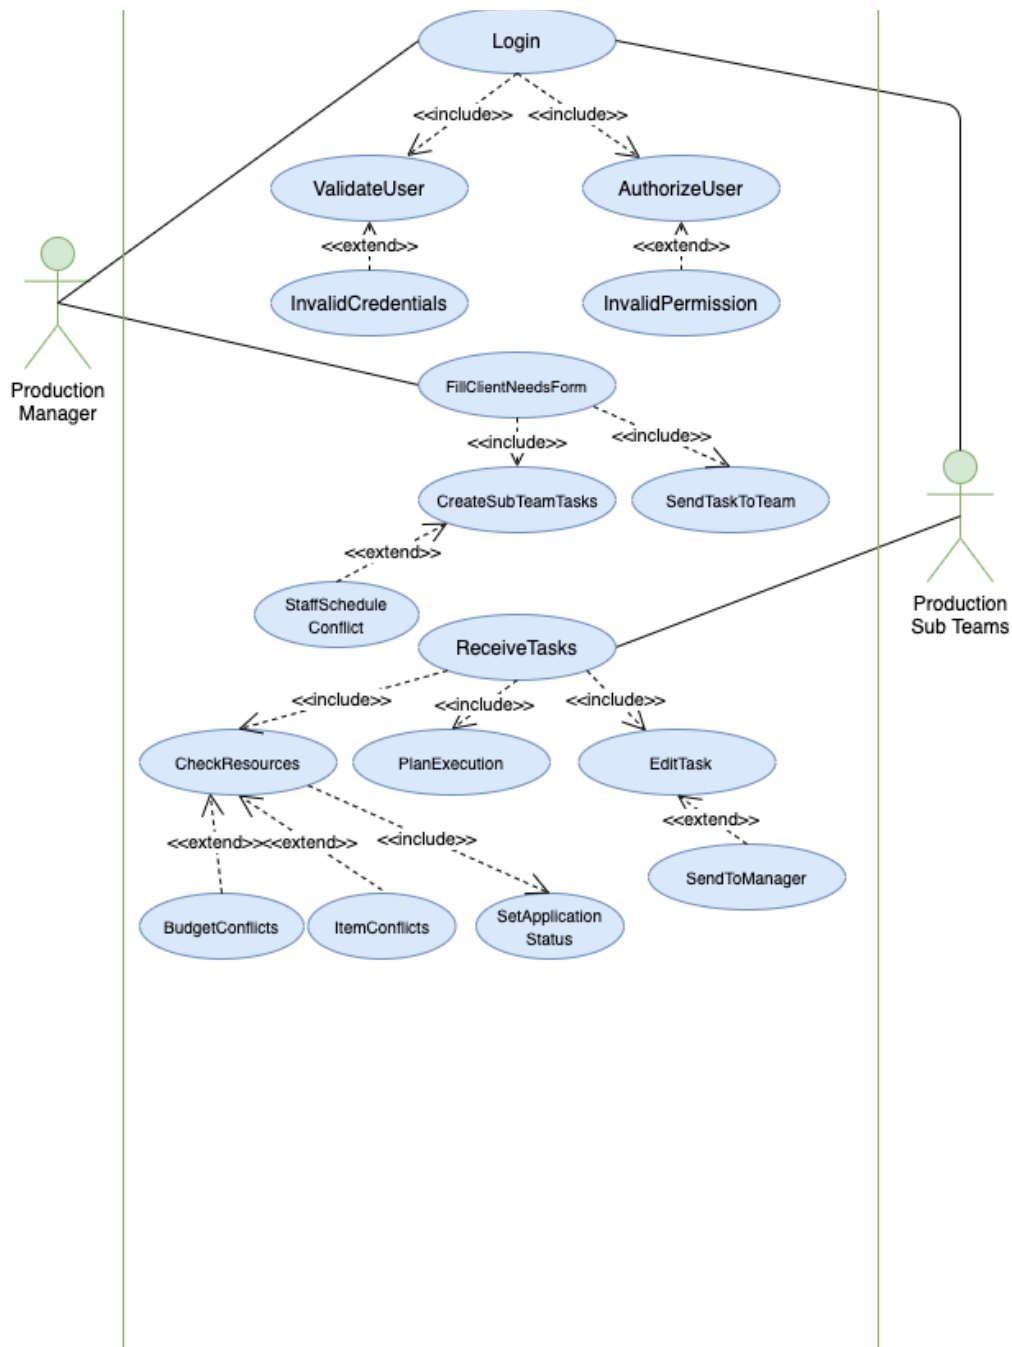 Login
<<include>> <<include>>
ValidateUser AuthorizeUser
<<extend>> <<extend>>
InvalidCredentials InvalidPermission
Production
Manager
FillClientNeedsForm
<<include>> <<include>>
CreateSubTeamTasks SendTaskToTeam
<<extend>>
StaffSchedule
Conflict
Production
Sub Teams
ReceiveTasks
<<include>> <<include>> <<include>>
CheckResources PlanExecution EditTask
<<extend>> <<extend>> <<include>> <<extend>>
SendToManager
BudgetConflicts ItemConflicts SetApplication
Status